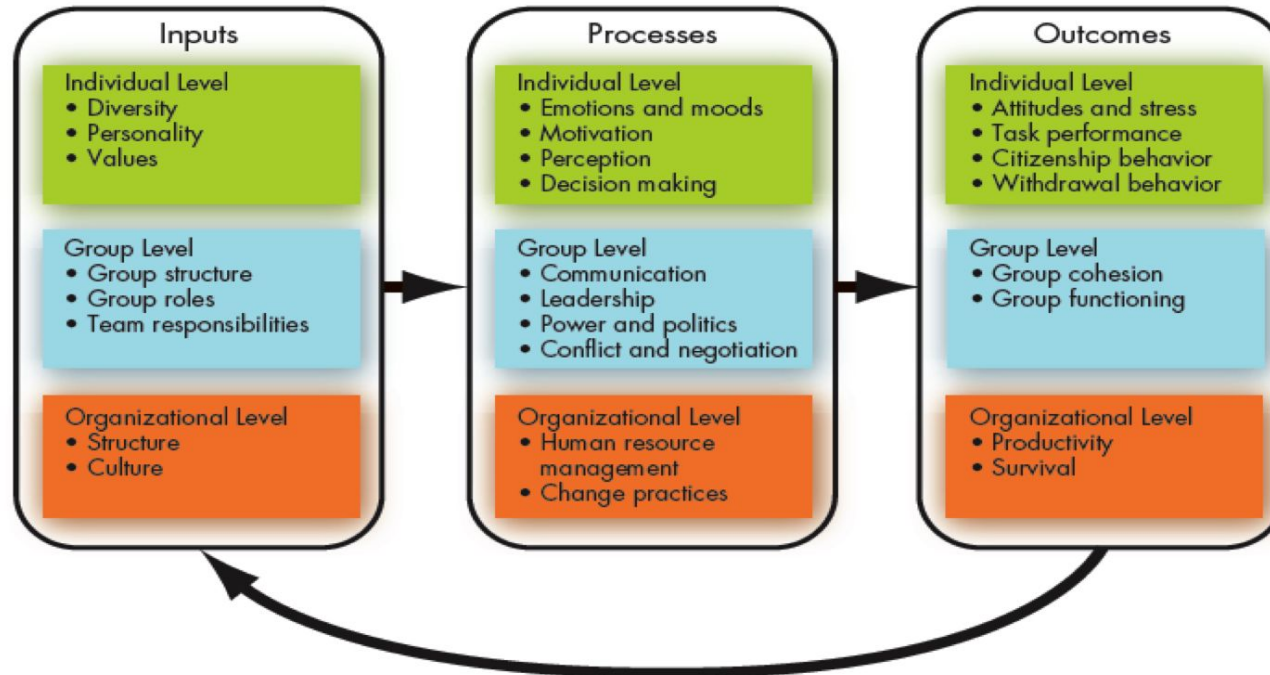 Inputs
Individual Level
• Diversity
• Personality
• Values
Group Level
• Group structure
• Group roles
• Team responsibilities
Organizational Level
• Structure
• Culture
Processes
Individual Level
• Emotions and moods
• Motivation
• Perception
• Decision making
Group Level
• Communication
• Leadership
• Power and politics
• Conflict and negotiation
Organizational Level
• Human resource
management
• Change practices
Outcomes
Individual Level
• Attitudes and stress
• Task performance
• Citizenship behavior
• Withdrawal behavior
Group Level
• Group cohesion
• Group functioning
Organizational Level
• Productivity
• Survival